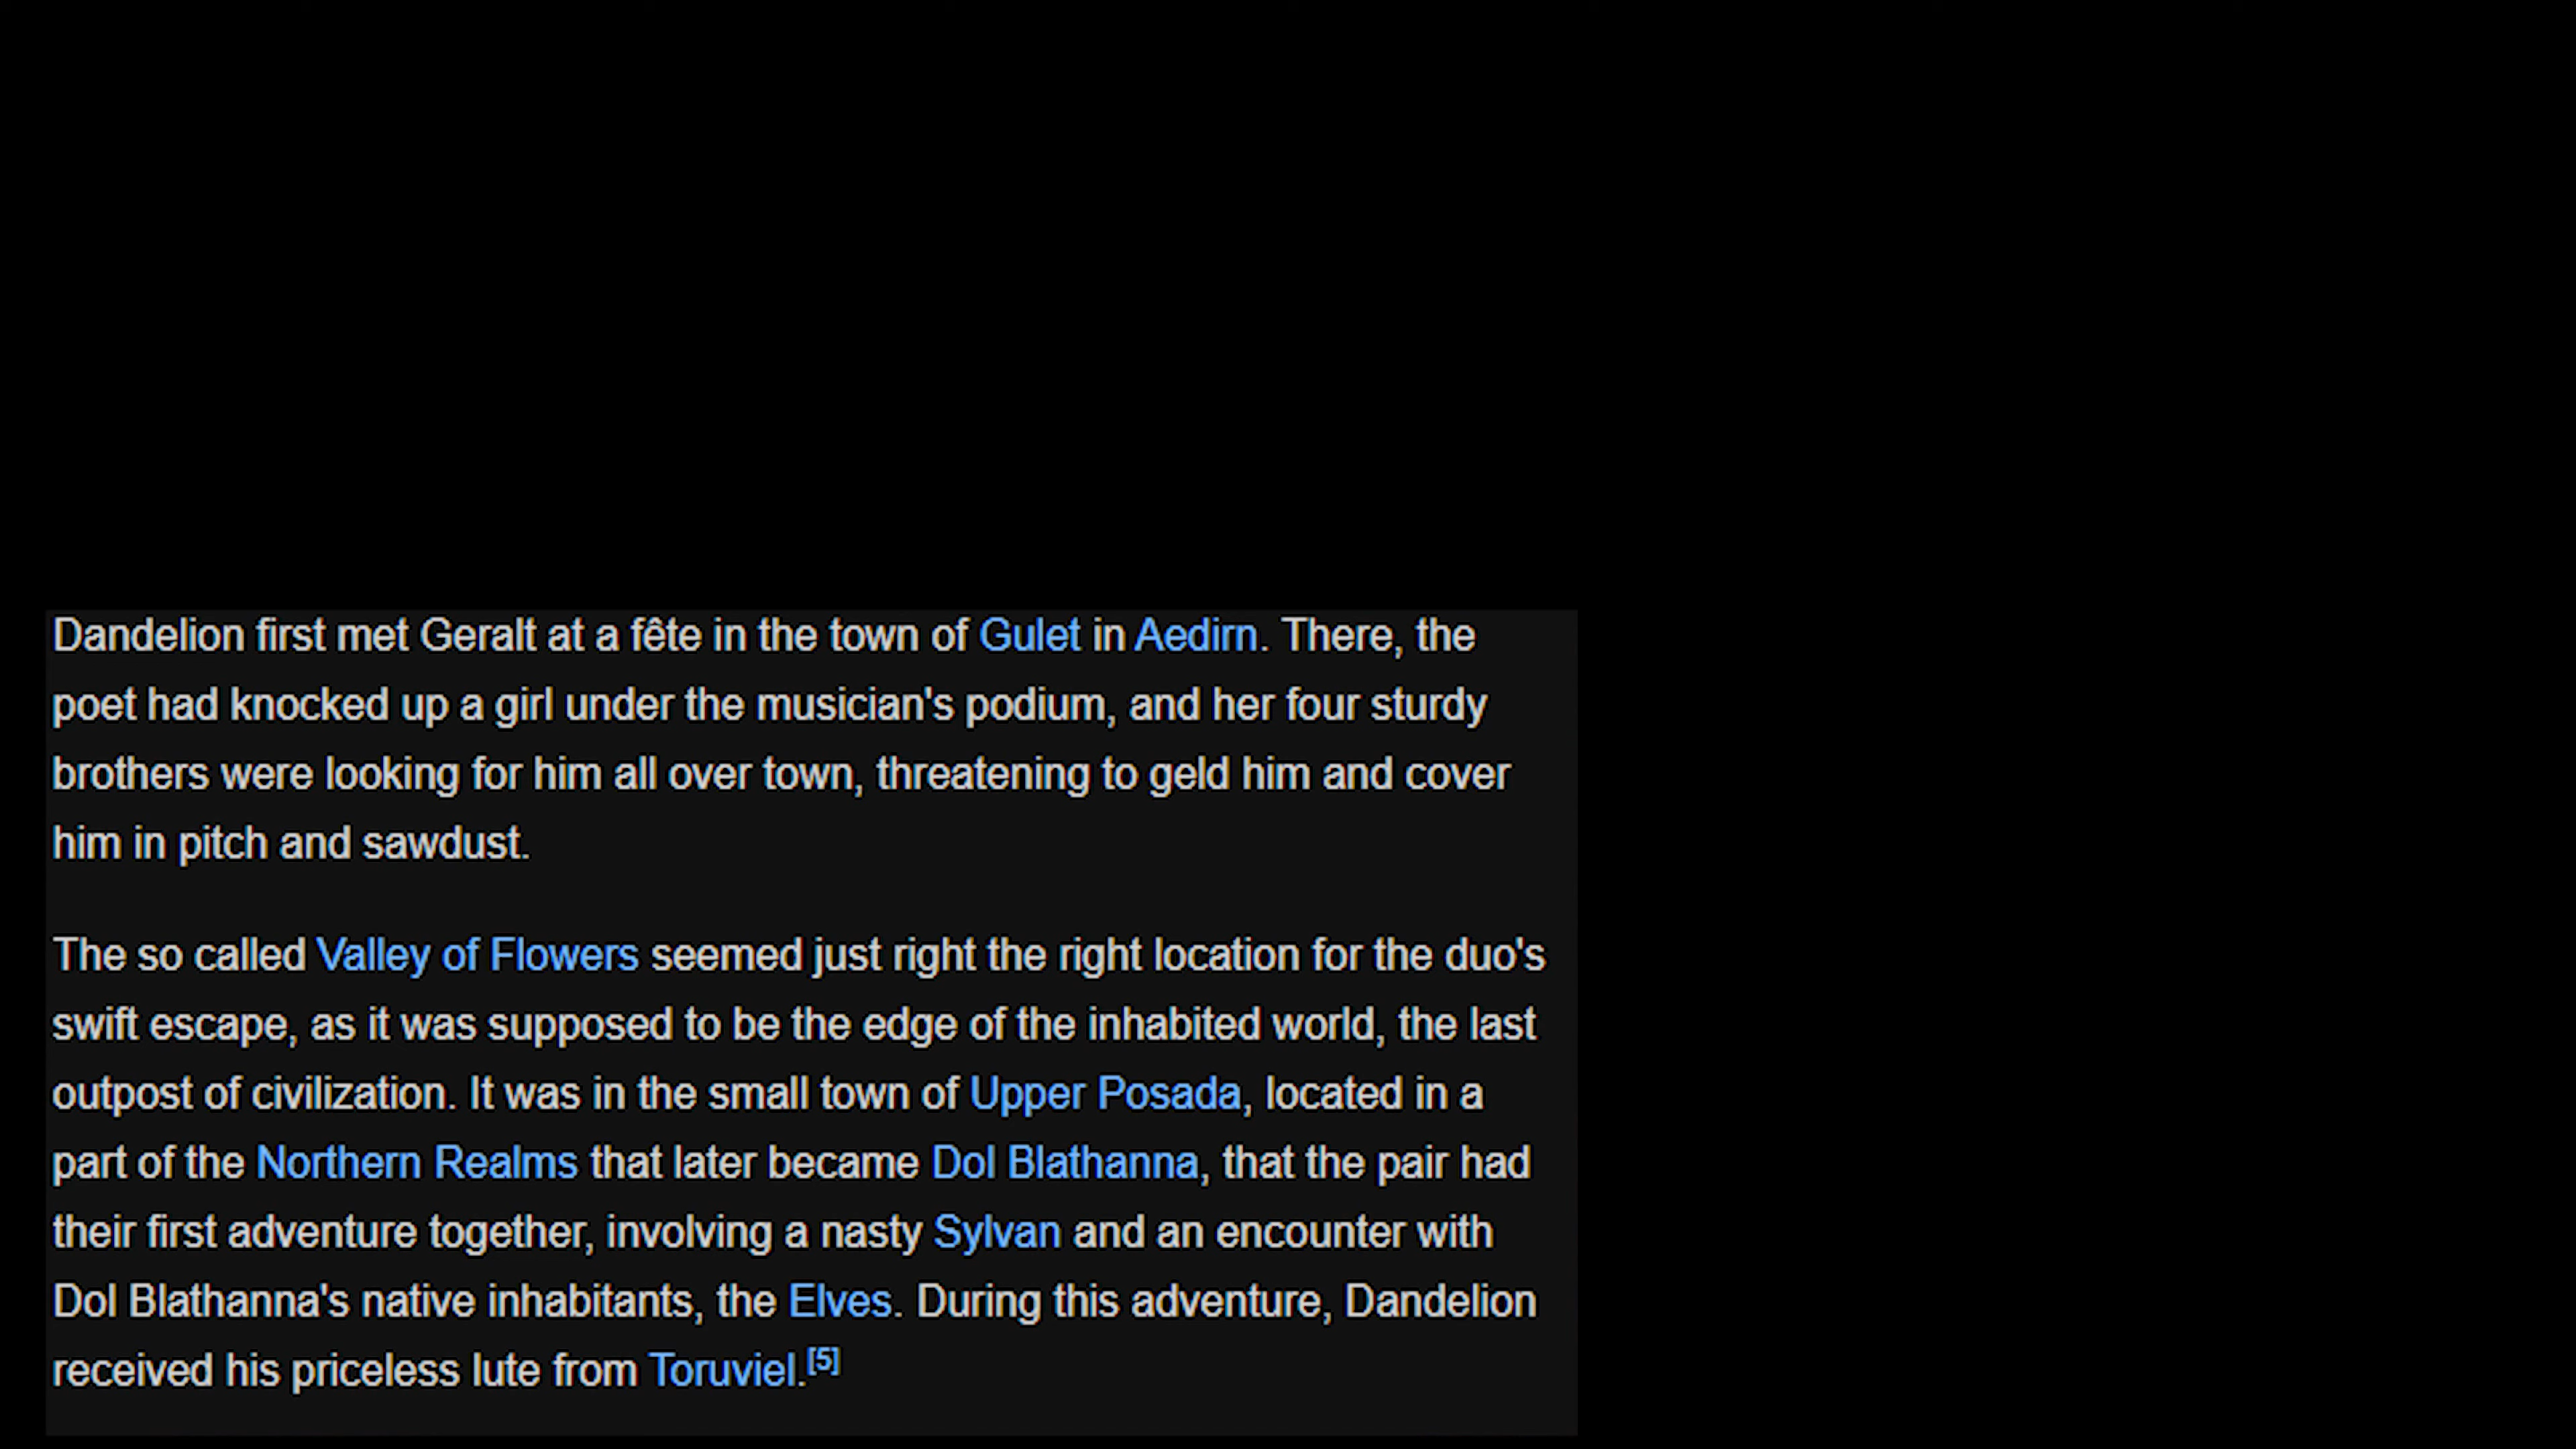 Dandelion first met Geralt at a fête in the town of Gulet in Aedirn. There, the
poet had knocked up a girl under the musician's podium, and her four sturdy
brothers were looking for him all over town, threatening to geld him and cover
him in pitch and sawdust.
The so called Valley of Flowers seemed just right the right location for the duo's
swift escape, as it was supposed to be the edge of the inhabited world, the last
outpost of civilization. It was in the small town of Upper Posada, located in a
part of the Northern Realms that later became Dol Blathanna, that the pair had
their first adventure together, involving a nasty Sylvan and an encounter with
Dol Blathanna's native inhabitants, the Elves. During this adventure, Dandelion
received his priceless lute from Toruviel.[5]